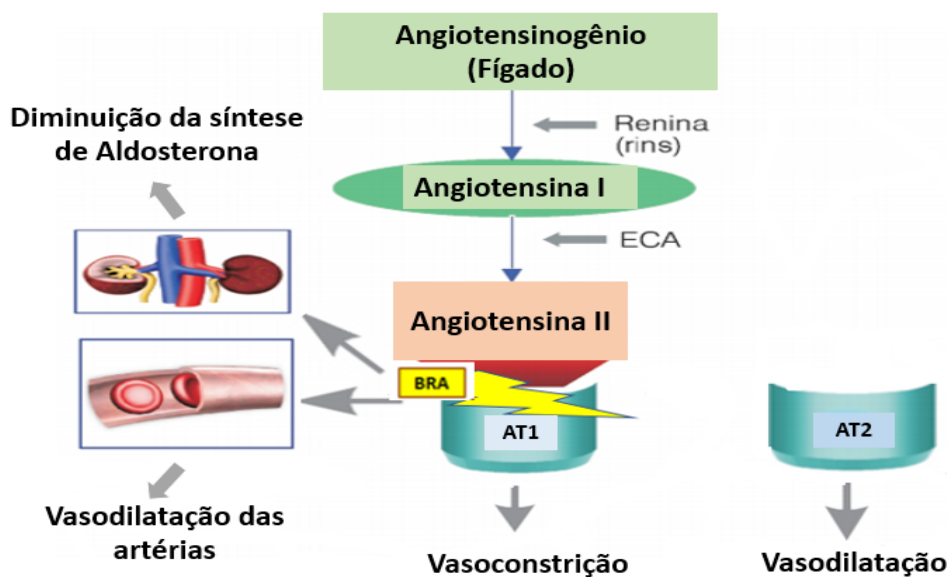 Angiotensinogênio
(Fígado)
Renina
(rins)
Diminuição da síntese
de Aldosterona
Angiotensina I
ECA
Angiotensina II
BRA
AT1
AT2
Vasodilatação das
artérias
Vasoconstrição
Vasodilatação